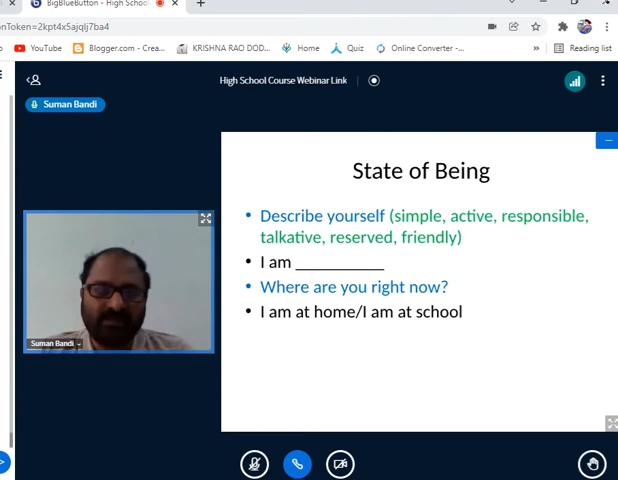 BigBlueButton - High School
onToken=2kpt4x5ajqlj7ba4
YouTube
Blogger.com - Crea...
KRISHNA RAO DOD...
Home
Quiz
Online Converter -...
»
Reading list
High School Course Webinar Link
Suman Bandi
State of Being
• Describe yourself (simple, active, responsible,
talkative, reserved, friendly)
• I am __________
• Where are you right now?
• I am at home/I am at school
Suman Bandi